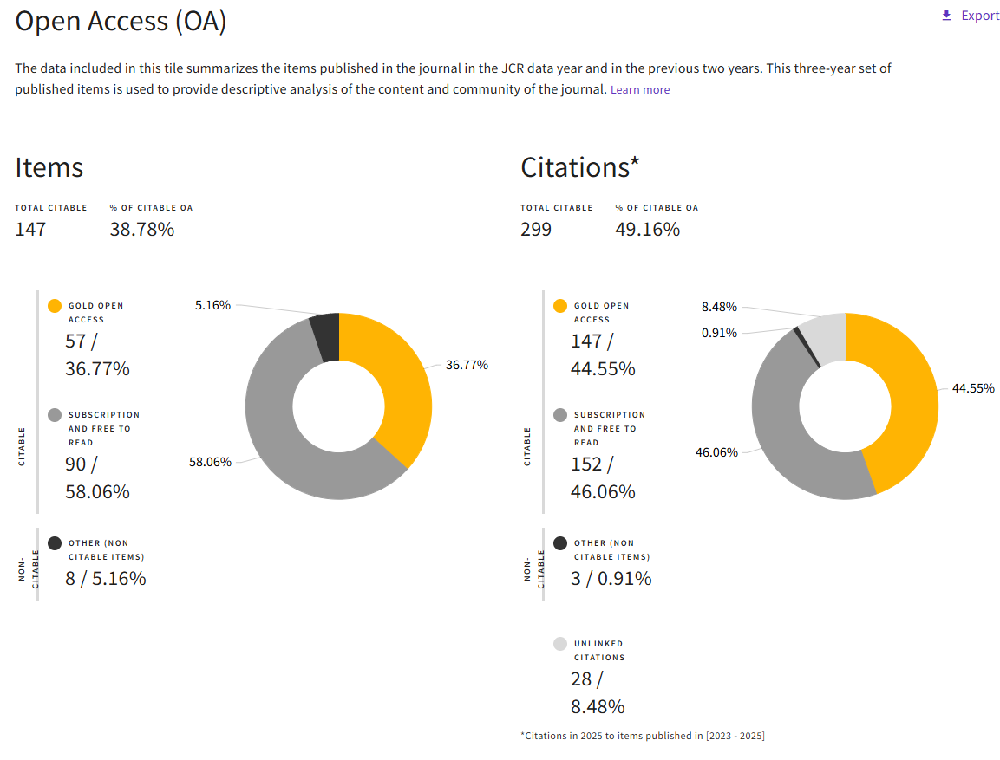 Open Access (OA)
Export
The data included in this tile summarizes the items published in the journal in the JCR data year and in the previous two years. This three-year set of
published items is used to provide descriptive analysis of the content and community of the journal. Learn more
Items
TOTAL CITABLE
% OF CITABLE OA
147
38.78%
CITABLE
GOLD OPEN
ACCESS
57 /
36.77%
SUBSCRIPTION
AND FREE TO
READ
90 /
58.06%
NON-
CITABLE
OTHER (NON
CITABLE ITEMS)
8 / 5.16%
5.16%
36.77%
58.06%
Citations*
TOTAL CITABLE
% OF CITABLE OA
299
49.16%
CITABLE
GOLD OPEN
ACCESS
147 /
44.55%
SUBSCRIPTION
AND FREE TO
READ
152 /
46.06%
NON-
CITABLE
OTHER (NON
CITABLE ITEMS)
3 / 0.91%
UNLINKED
CITATIONS
28 /
8.48%
8.48%
0.91%
44.55%
46.06%
*Citations in 2025 to items published in [2023 - 2025]